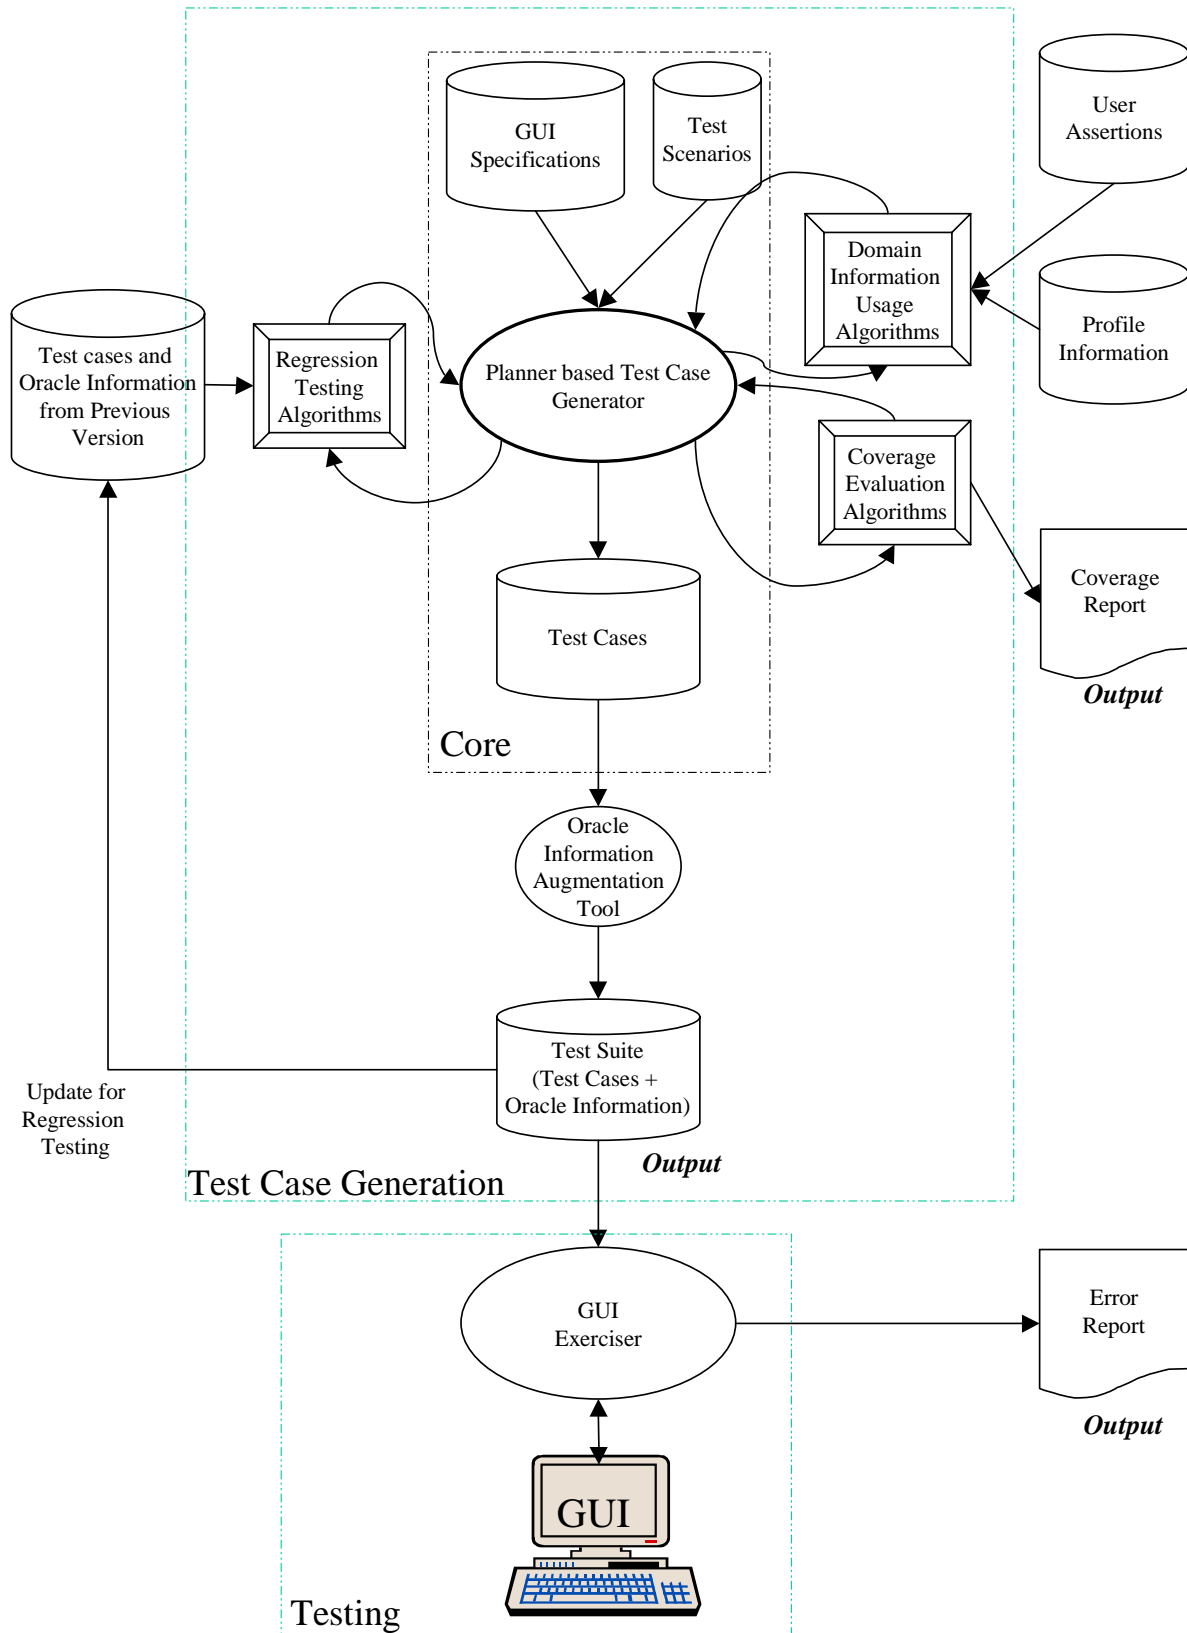 GUI
Specifications
Test
Scenarios
User
Assertions
Domain
Information
Usage
Algorithms
Profile
Information
Test cases and
Oracle Information
from Previous
Version
Regression
Testing
Algorithms
Planner based Test Case
Generator
Coverage
Evaluation
Algorithms
Coverage
Report
Output
Test Cases
Core
Oracle
Information
Augmentation
Tool
Test Suite
(Test Cases +
Oracle Information)
Output
Update for
Regression
Testing
Test Case Generation
GUI
Exerciser
Error
Report
Output
GUI
Testing